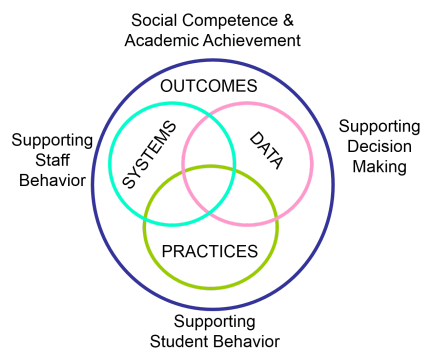 Social Competence &
Academic Achievement
OUTCOMES
Supporting
Staff
Behavior
SYSTEMS
DATA
Supporting
Decision
Making
PRACTICES
Supporting
Student Behavior